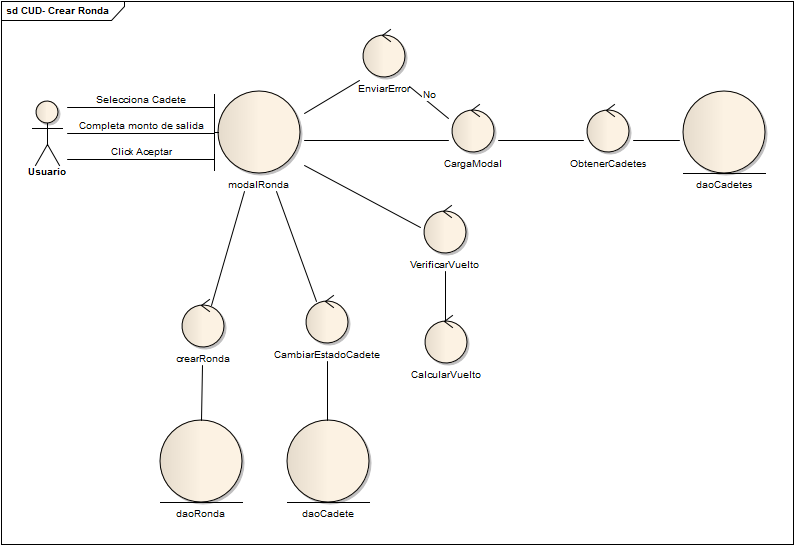 sd CUD- Crear Ronda
EnviarError
No
Selecciona Cadete
Completa monto de salida
Click Aceptar
Usuario
modalRonda
CargaModal
ObtenerCadetes
daoCadetes
VerificarVuelto
crearRonda
CambiarEstadoCadete
CalcularVuelto
daoRonda
daoCadete